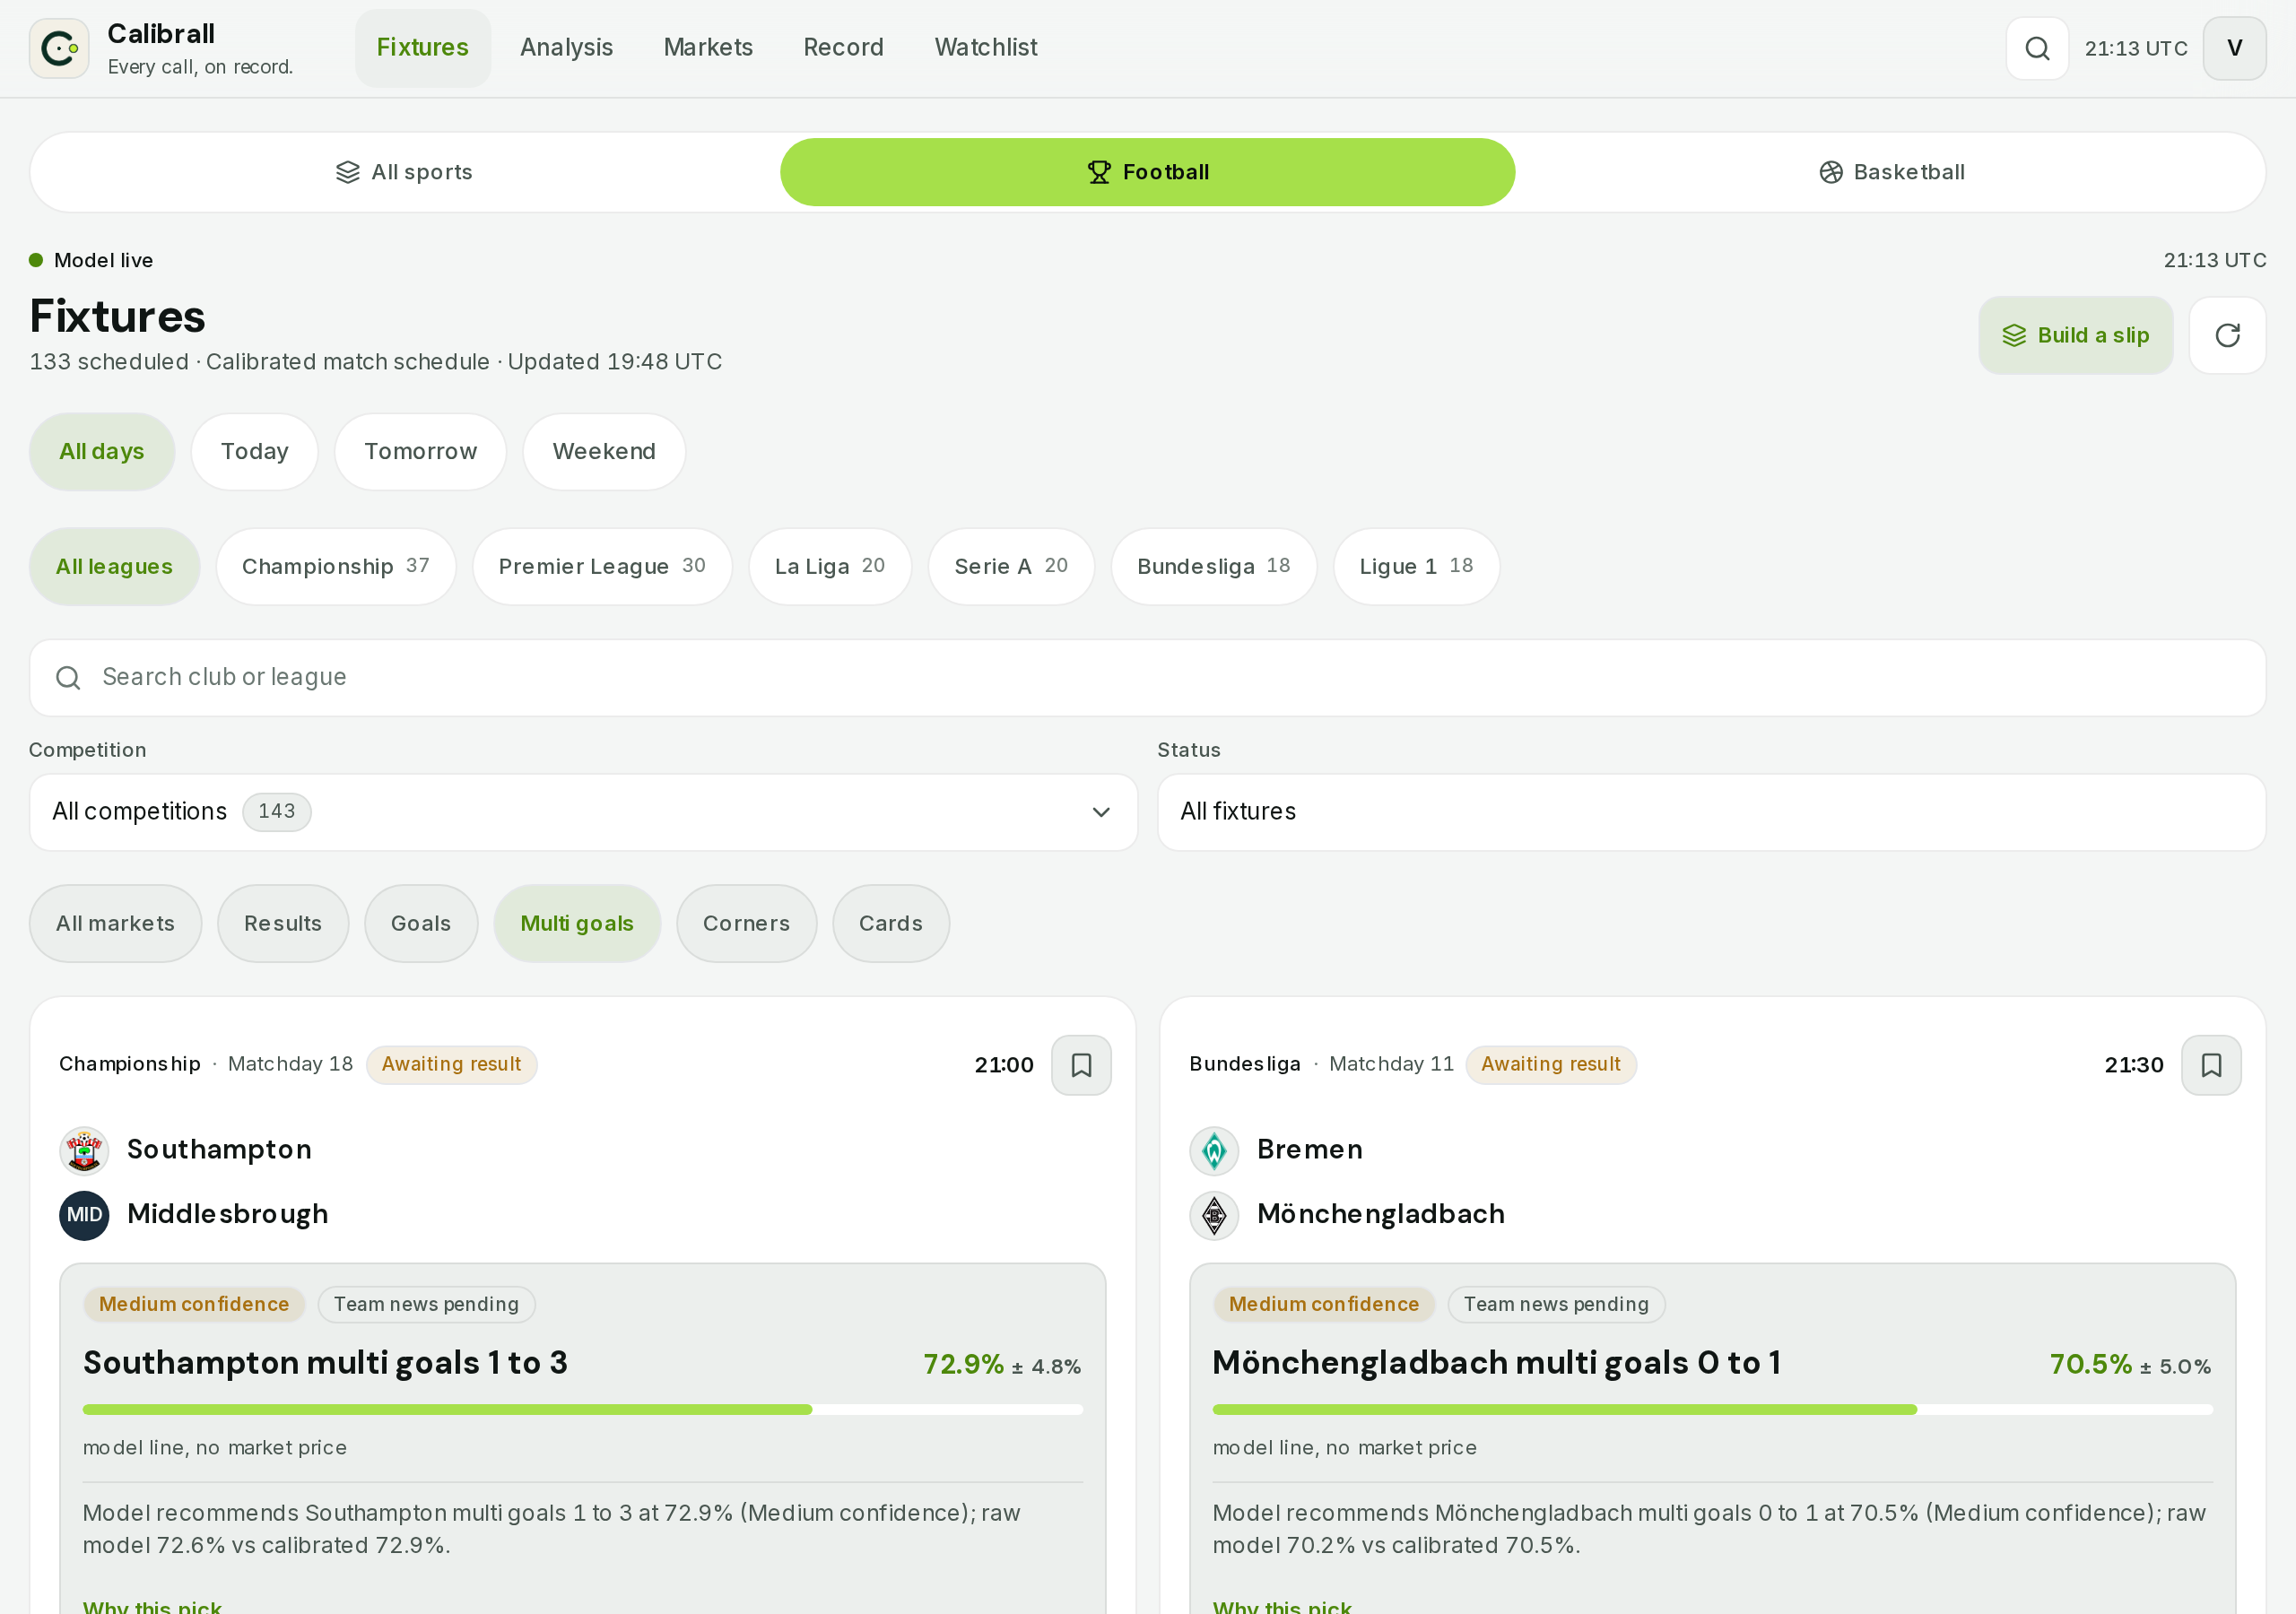 Calibrall
Every call, on record.
Fixtures Analysis Markets Record Watchlist
21:13 UTC V
All sports Football Basketball
Model live 21:13 UTC
Fixtures
133 scheduled · Calibrated match schedule · Updated 19:48 UTC
Build a slip
All days Today Tomorrow Weekend
All leagues Championship 37 Premier League 30 La Liga 20 Serie A 20 Bundesliga 18 Ligue 1 18
Search club or league
Competition Status
All competitions 143 All fixtures
All markets Results Goals Multi goals Corners Cards
Championship · Matchday 18 Awaiting result 21:00
Southampton
MID Middlesbrough
Medium confidence Team news pending
Southampton multi goals 1 to 3 72.9% ± 4.8%
model line, no market price
Model recommends Southampton multi goals 1 to 3 at 72.9% (Medium confidence); raw
model 72.6% vs calibrated 72.9%.
Why this pick
Bundesliga · Matchday 11 Awaiting result 21:30
Bremen
Mönchengladbach
Medium confidence Team news pending
Mönchengladbach multi goals 0 to 1 70.5% ± 5.0%
model line, no market price
Model recommends Mönchengladbach multi goals 0 to 1 at 70.5% (Medium confidence); raw
model 70.2% vs calibrated 70.5%.
Why this pick